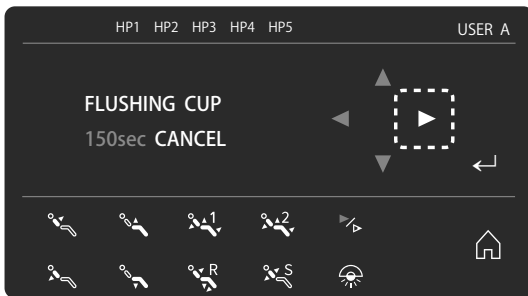 HP1 HP2 HP3 HP4 HP5 USER A
FLUSHING CUP
150sec CANCEL
1 2
R S